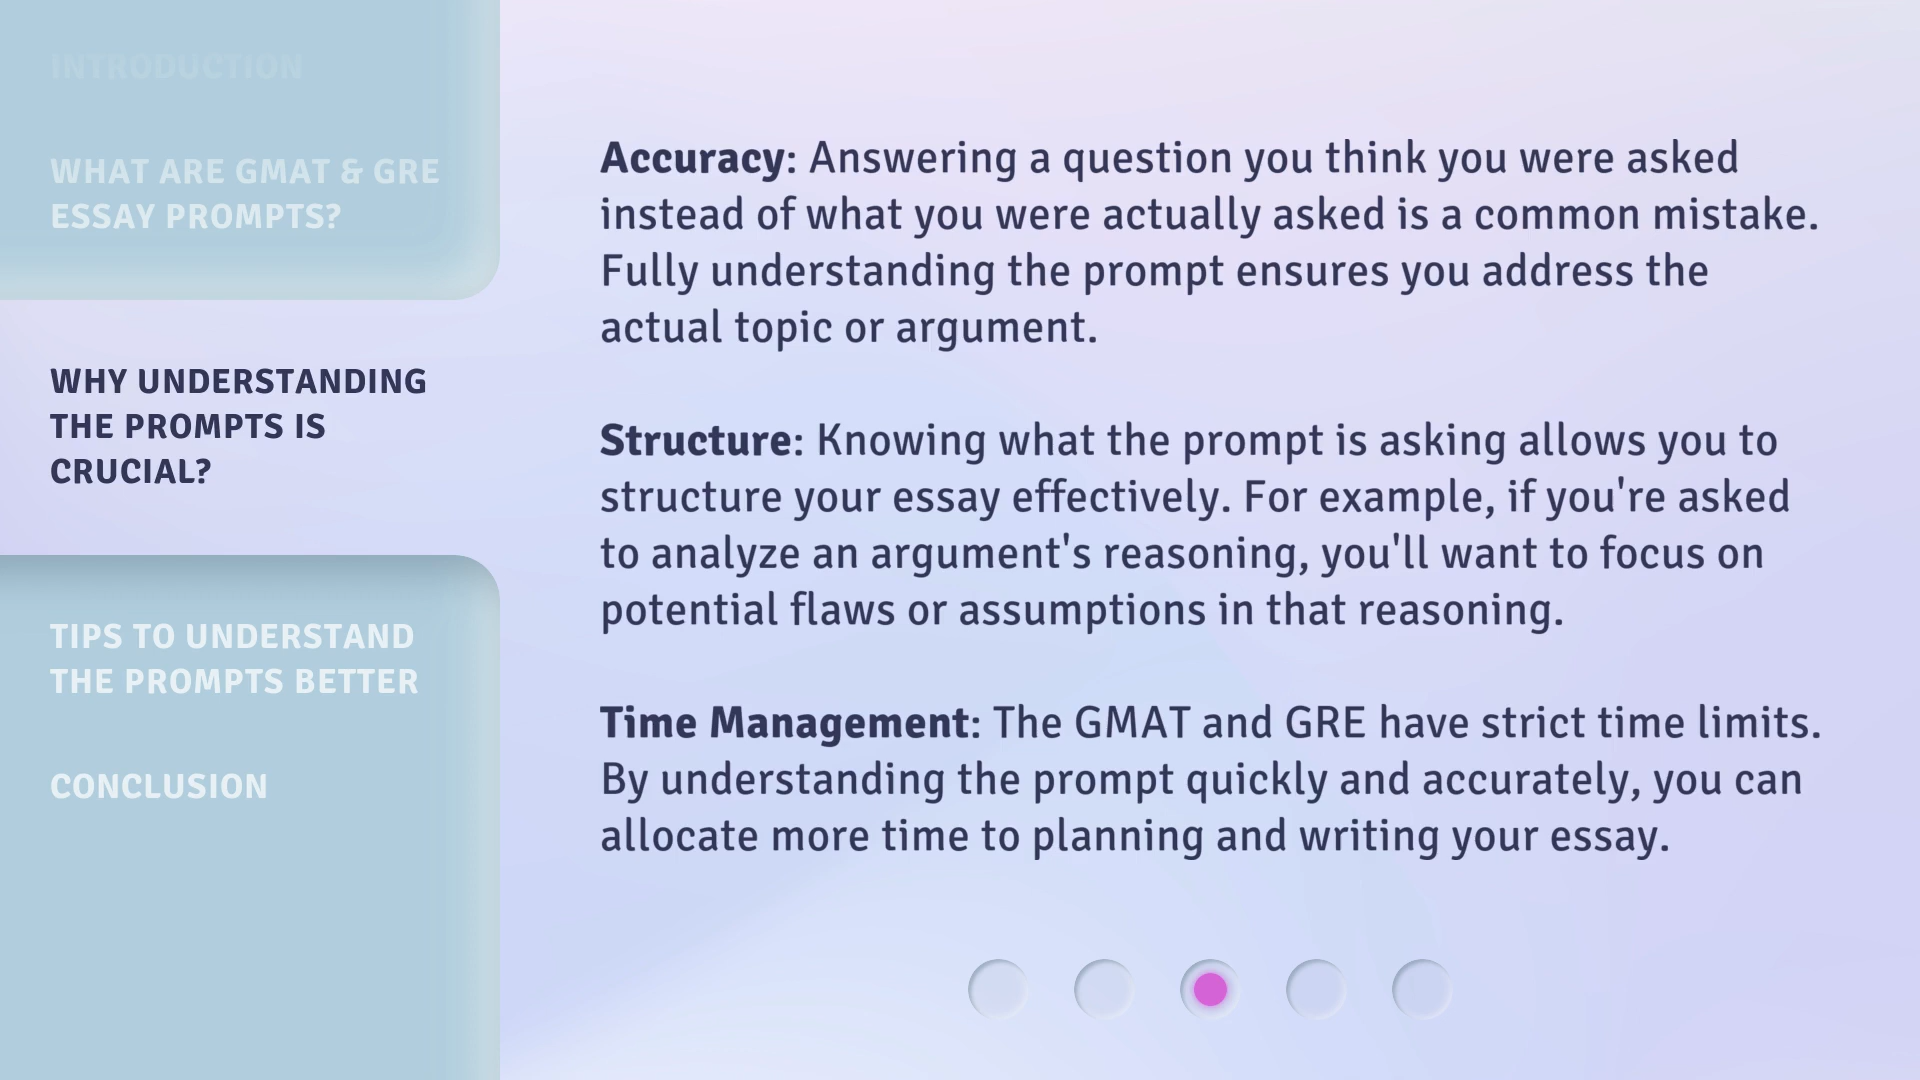 INTRODUCTION
WHAT ARE GMAT & GRE
ESSAY PROMPTS?
WHY UNDERSTANDING
THE PROMPTS IS
CRUCIAL?
TIPS TO UNDERSTAND
THE PROMPTS BETTER
CONCLUSION
Accuracy: Answering a question you think you were asked
instead of what you were actually asked is a common mistake.
Fully understanding the prompt ensures you address the
actual topic or argument.
Structure: Knowing what the prompt is asking allows you to
structure your essay effectively. For example, if you're asked
to analyze an argument's reasoning, you'll want to focus on
potential flaws or assumptions in that reasoning.
Time Management: The GMAT and GRE have strict time limits.
By understanding the prompt quickly and accurately, you can
allocate more time to planning and writing your essay.